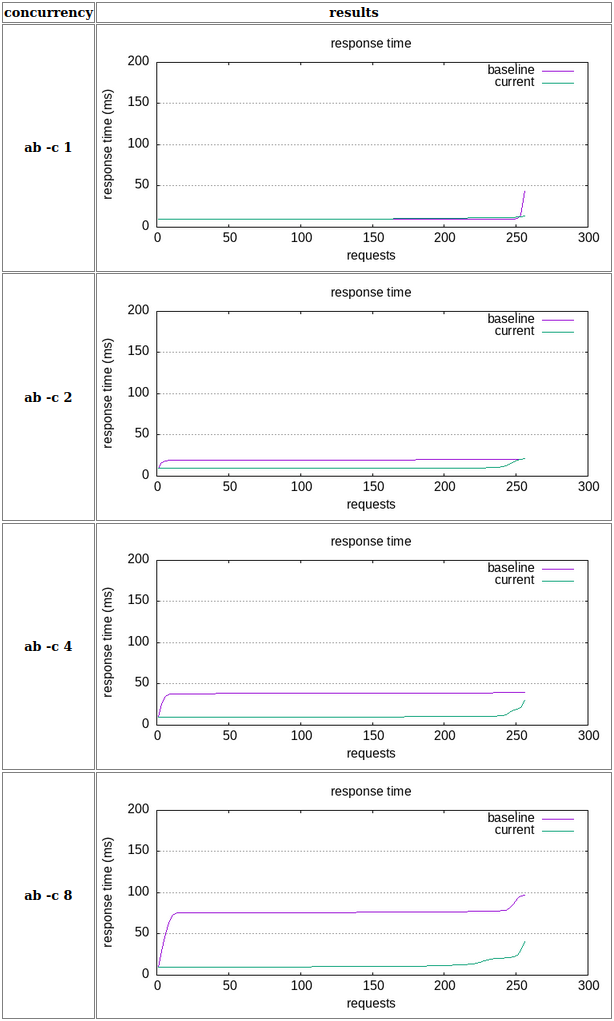 concurrency results
response time
200
baseline
current
150
100
50
0
response time (ms)
0 50 100 150 200 250 300
requests
ab -c 1
response time
200
baseline
current
150
100
50
0
response time (ms)
0 50 100 150 200 250 300
requests
ab -c 2
response time
200
baseline
current
150
100
50
0
response time (ms)
0 50 100 150 200 250 300
requests
ab -c 4
response time
200
baseline
current
150
100
50
0
response time (ms)
0 50 100 150 200 250 300
requests
ab -c 8